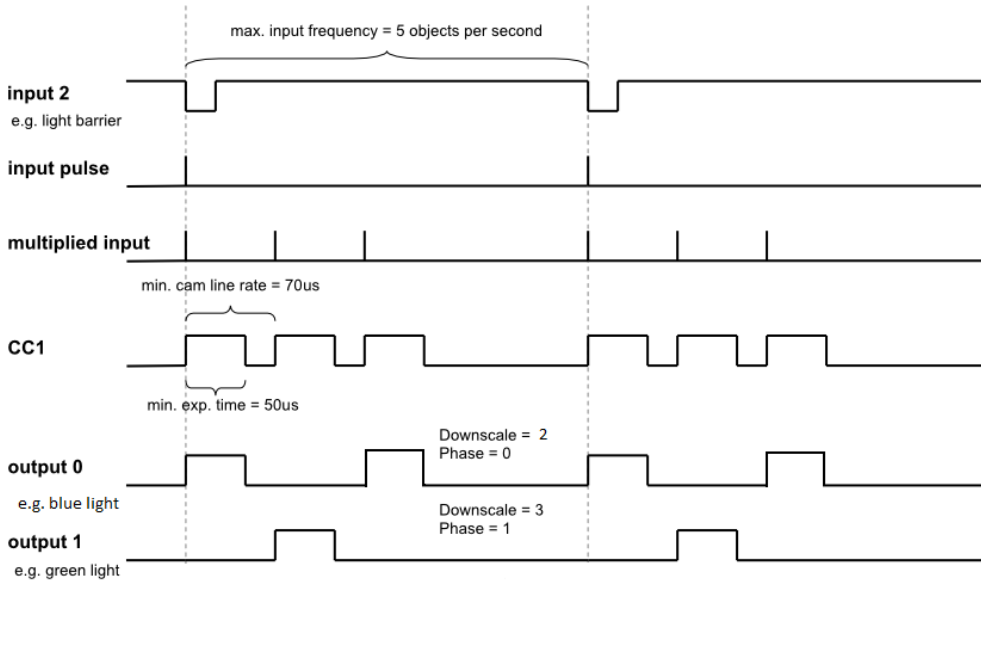 max. input frequency = 5 objects per second
input 2
e.g. light barrier
input pulse
multiplied input
min. cam line rate = 70us
CC1
min. exp. time = 50us
Downscale = 2
Phase = 0
output 0
e.g. blue light
Downscale = 3
Phase = 1
output 1
e.g. green light